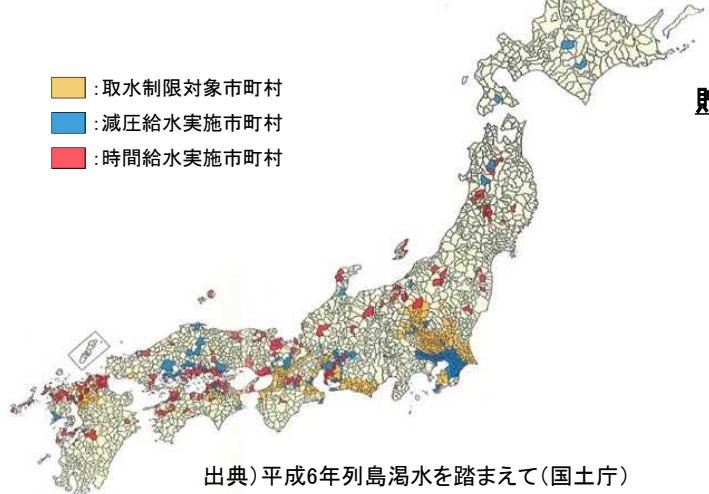 :取水制限対象市町村
:減圧給水実施市町村
:時間給水実施市町村
出典)平成6年列島渇水を踏まえて(国土庁)